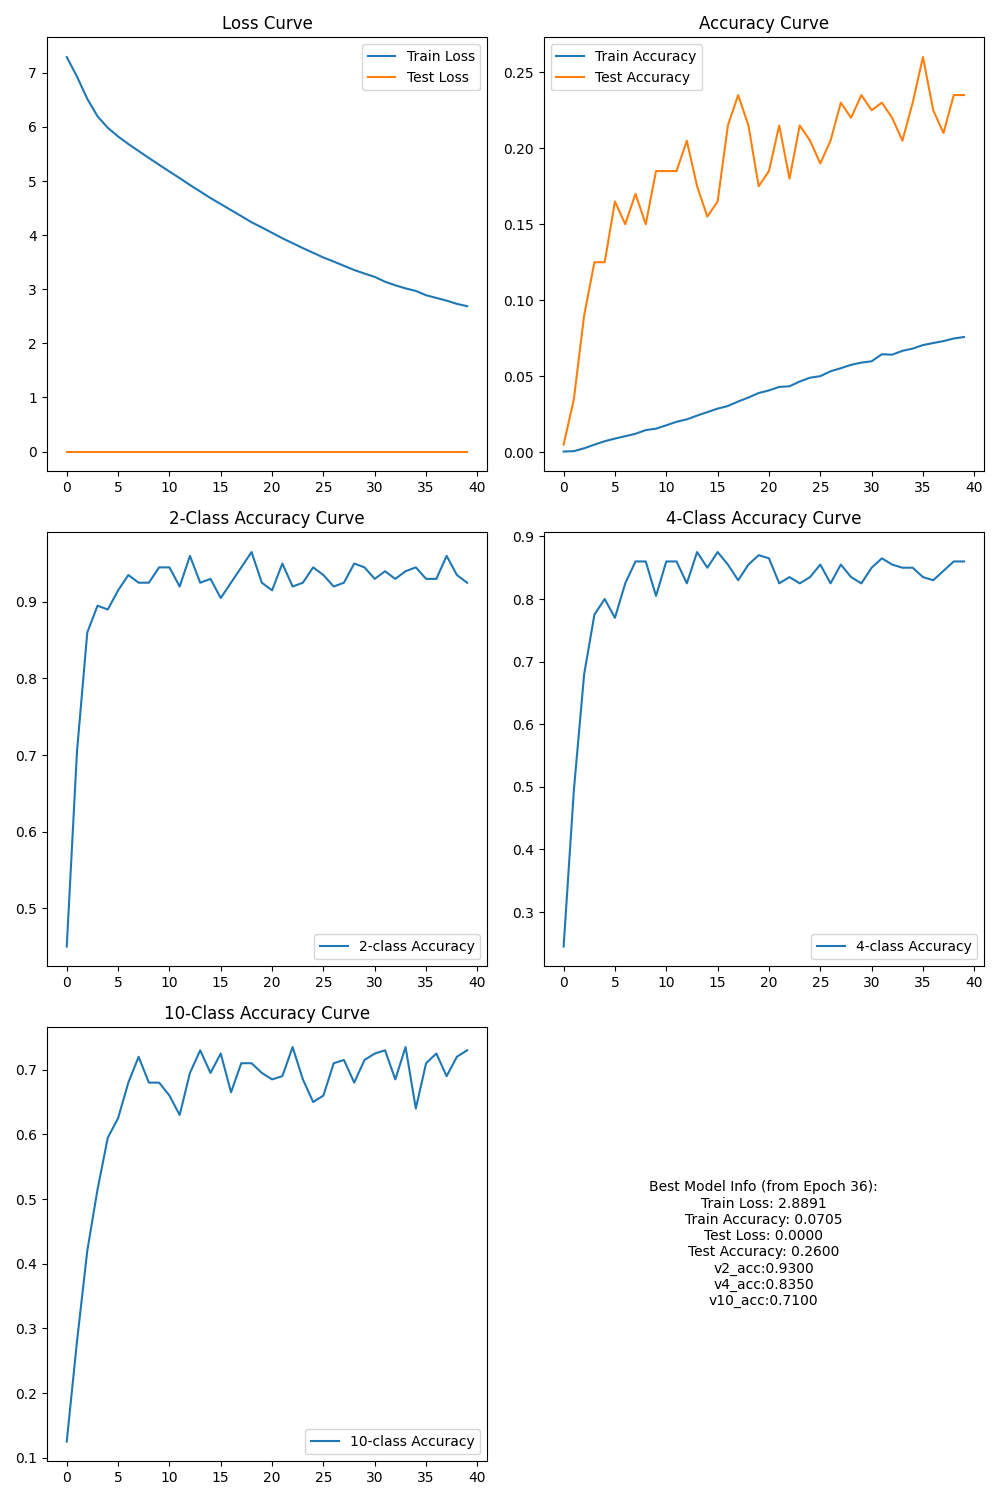 Loss Curve
7
6
5
4
3
2
1
0
0 5 10 15 20 25 30 35 40
Train Loss
Test Loss
Accuracy Curve
0.25
0.20
0.15
0.10
0.05
0.00
0 5 10 15 20 25 30 35 40
Train Accuracy
Test Accuracy
2-Class Accuracy Curve
0.9
0.8
0.7
0.6
0.5
0 5 10 15 20 25 30 35 40
2-class Accuracy
4-Class Accuracy Curve
0.9
0.8
0.7
0.6
0.5
0.4
0.3
0 5 10 15 20 25 30 35 40
4-class Accuracy
10-Class Accuracy Curve
0.7
0.6
0.5
0.4
0.3
0.2
0.1
0 5 10 15 20 25 30 35 40
10-class Accuracy
Best Model Info (from Epoch 36):
Train Loss: 2.8891
Train Accuracy: 0.0705
Test Loss: 0.0000
Test Accuracy: 0.2600
v2_acc:0.9300
v4_acc:0.8350
v10_acc:0.7100